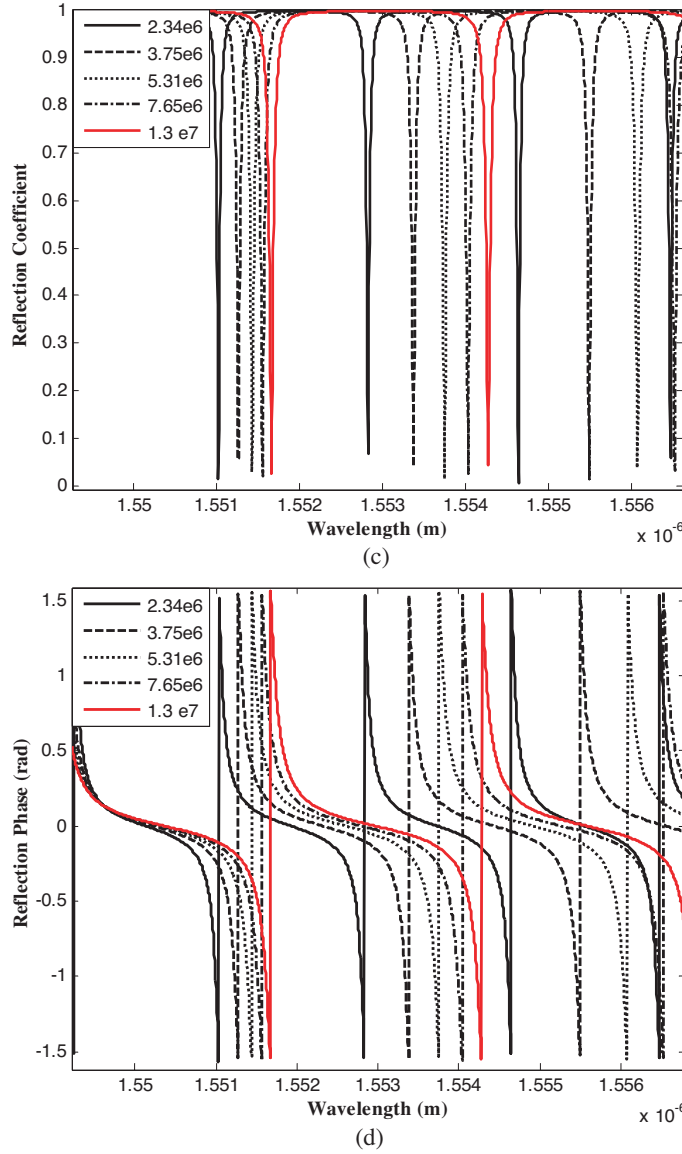 1
0.9
0.8
0.7
0.6
0.5
0.4
0.3
0.2
0.1
0
Reflection Coefficient
2.34e6
3.75e6
5.31e6
7.65e6
1.3 e7
1.55 1.551 1.552 1.553 1.554 1.555 1.556
Wavelength (m)
x 10⁻⁶
(c)
1.5
1
0.5
0
-0.5
-1
-1.5
Reflection Phase (rad)
2.34e6
3.75e6
5.31e6
7.65e6
1.3 e7
1.55 1.551 1.552 1.553 1.554 1.555 1.556
Wavelength (m)
x 10⁻⁶
(d)